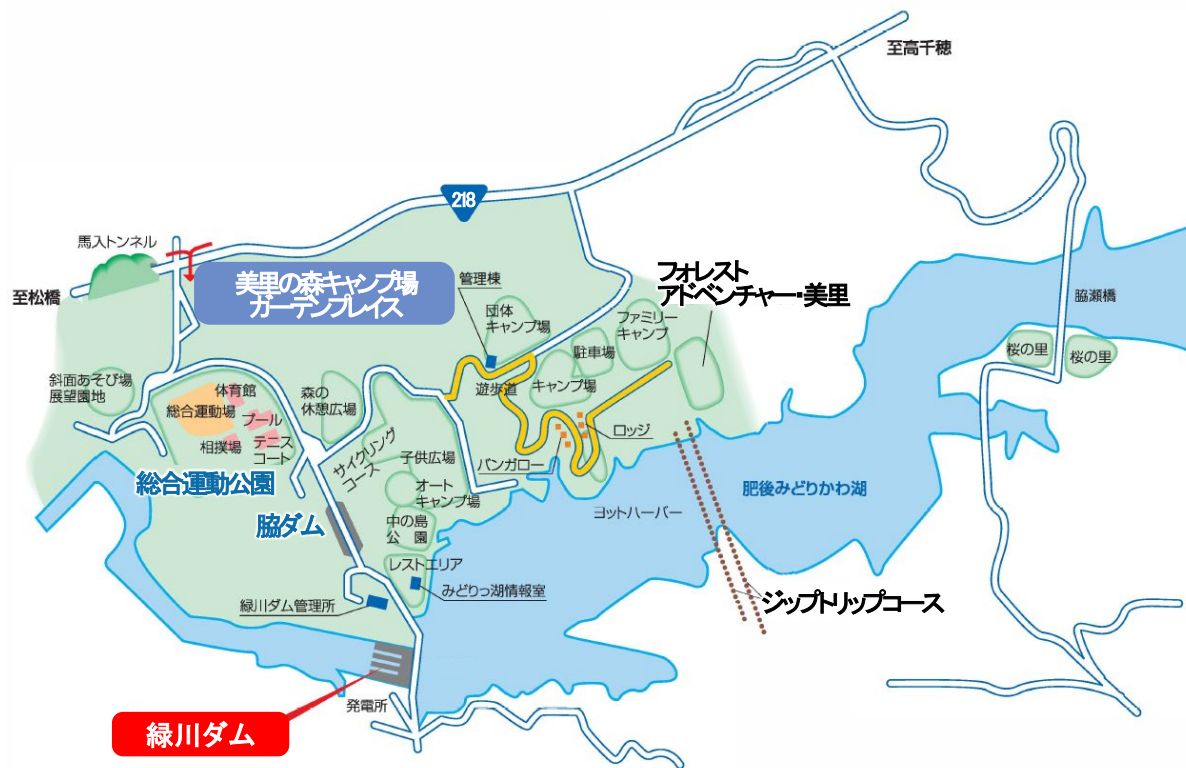 至高千穂
218
馬入トンネル
至松橋
美里の森キャンプ場
ガーデンプレイス
管理棟
フォレスト
アドベンチャー・美里
団体
キャンプ場
ファミリー
キャンプ
駐車場
脇瀬橋
桜の里
桜の里
斜面あそび場
展望園地
体育館
総合運動場
プール
相撲場
テニス
コート
森の
休憩広場
遊歩道
キャンプ場
ロッジ
バンガロー
サイクリング
コース
子供広場
オート
キャンプ場
総合運動公園
脇ダム
中の島
公園
ヨットハーバー
肥後みどりかわ湖
レストエリア
みどりっ湖情報室
緑川ダム管理所
ジップトリップコース
発電所
緑川ダム